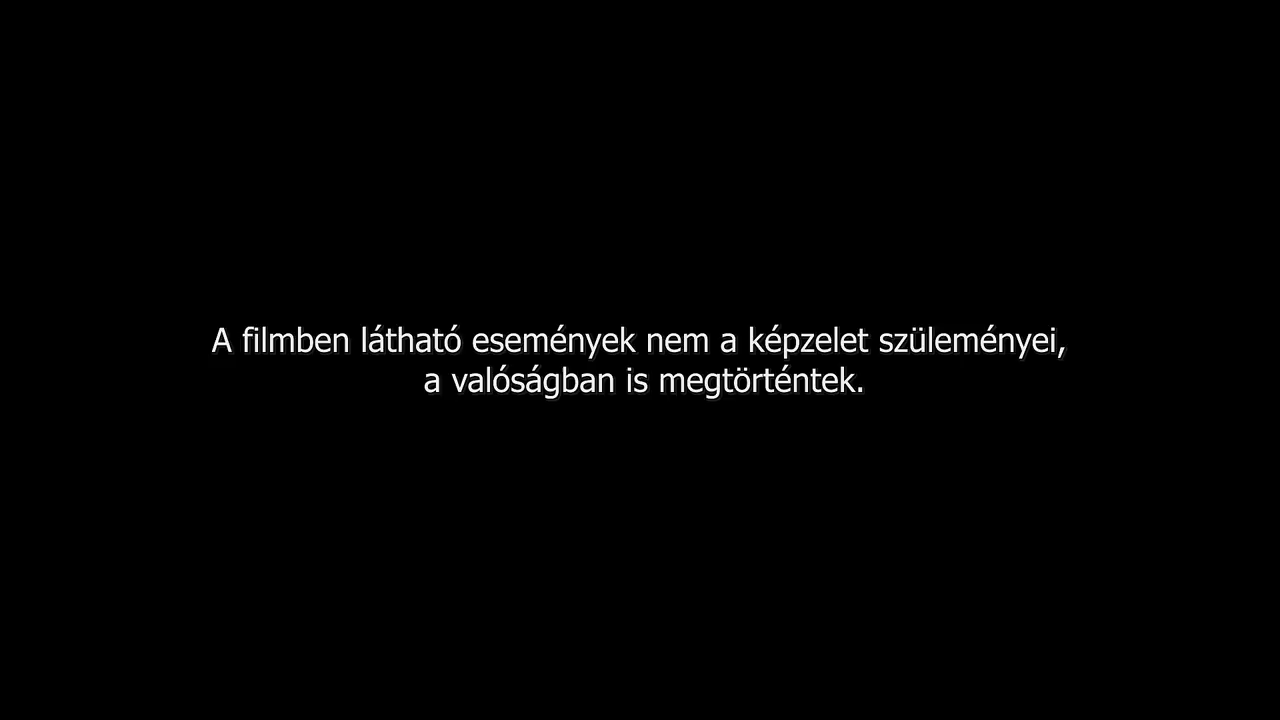 A filmben látható események nem a képzelet szüleményei,
a valóságban is megtörténtek.